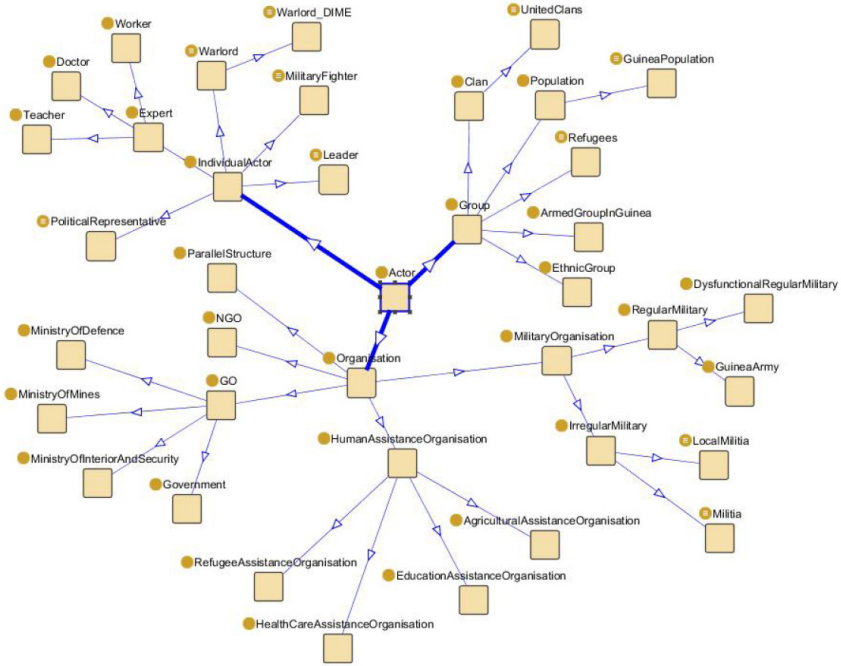 UnitedClans
Warlord_DIME
Worker
Warlord
Doctor
MilitaryFighter
GuineaPopulation
Clan
Population
Teacher
Expert
Refugees
IndividualActor
Leader
Group
ArmedGroupInGuinea
PoliticalRepresentative
ParallelStructure
EthnicGroup
Actor
DysfunctionalRegularMilitary
RegularMilitary
NGO
MinistryOfDefence
MilitaryOrganisation
Organisation
GuineaArmy
GO
MinistryOfMines
IrregularMilitary
HumanAssistanceOrganisation
LocalMilitia
MinistryOfInteriorAndSecurity
Government
Militia
AgriculturalAssistanceOrganisation
RefugeeAssistanceOrganisation
EducationAssistanceOrganisation
HealthCareAssistanceOrganisation